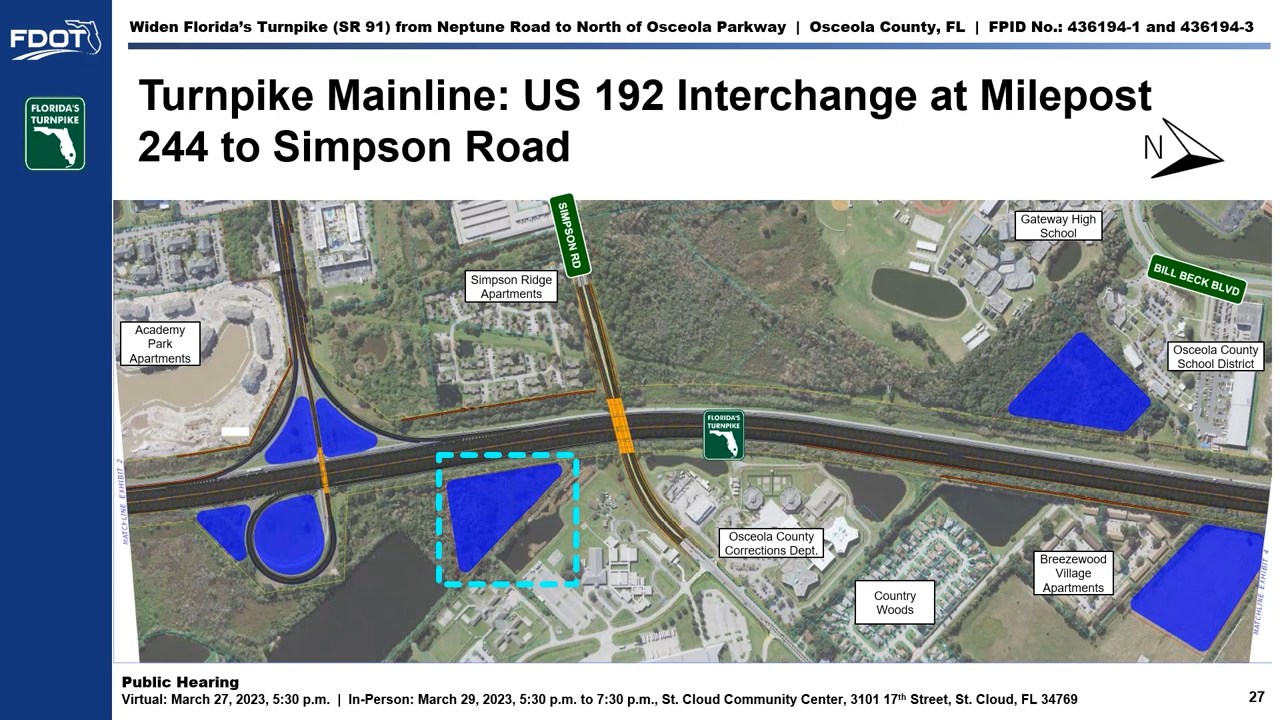 FDOT
Widen Florida’s Turnpike (SR 91) from Neptune Road to North of Osceola Parkway | Osceola County, FL | FPID No.: 436194-1 and 436194-3
FLORIDA'S
TURNPIKE
Turnpike Mainline: US 192 Interchange at Milepost
244 to Simpson Road
N
SIMPSON RD
Gateway High
School
BILL BECK BLVD
Simpson Ridge
Apartments
Academy
Park
Apartments
Osceola County
School District
FLORIDA'S
TURNPIKE
MATCHLINE EXHIBIT 2
Osceola County
Corrections Dept.
Breezewood
Village
Apartments
Country
Woods
MATCHLINE EXHIBIT 4
Public Hearing
Virtual: March 27, 2023, 5:30 p.m. | In-Person: March 29, 2023, 5:30 p.m. to 7:30 p.m., St. Cloud Community Center, 3101 17th Street, St. Cloud, FL 34769
27